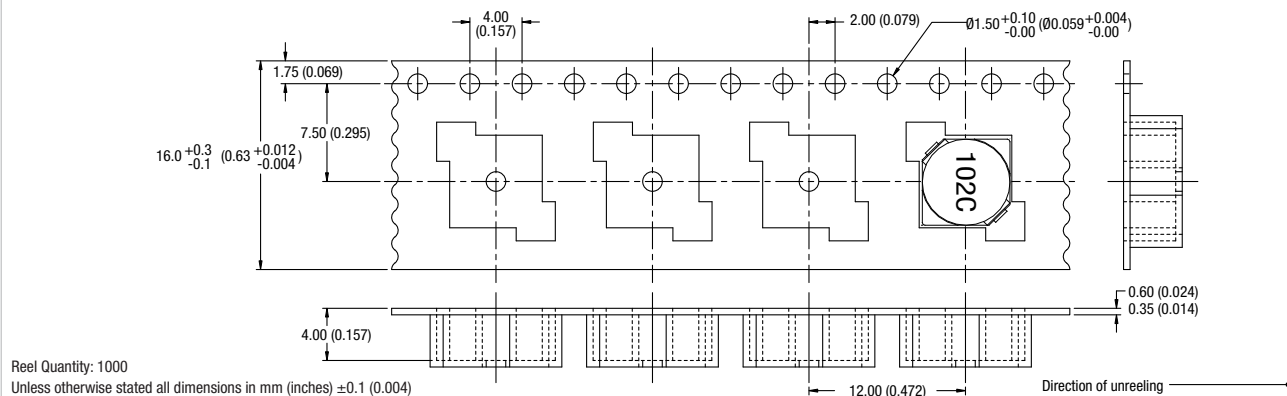 4.00
(0.157)
2.00 (0.079)
Ø1.50 +0.10 -0.00 (Ø0.059 +0.004 -0.00)
1.75 (0.069)
7.50 (0.295)
16.0 +0.3 -0.1 (0.63 +0.012 -0.004)
102C
0.60 (0.024)
0.35 (0.014)
4.00 (0.157)
Reel Quantity: 1000
Unless otherwise stated all dimensions in mm (inches) ±0.1 (0.004)
12.00 (0.472)
Direction of unreeling